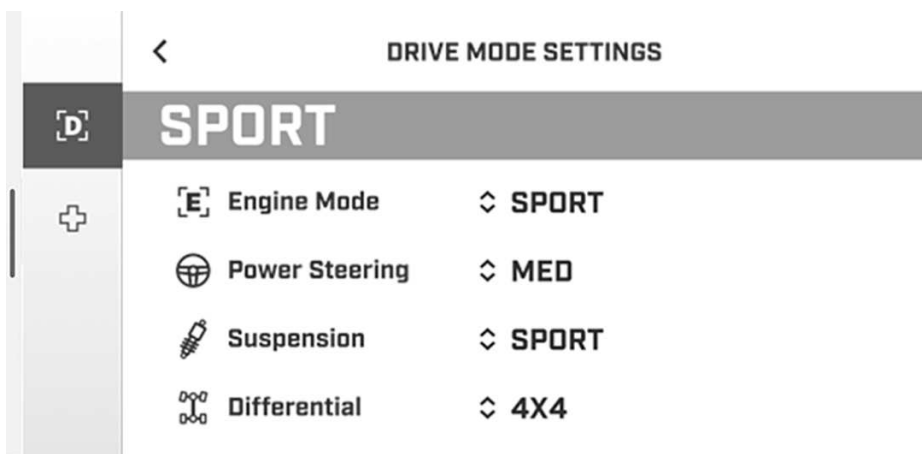 DRIVE MODE SETTINGS
[D] SPORT
[E] Engine Mode SPORT
Power Steering MED
Suspension SPORT
Differential 4X4